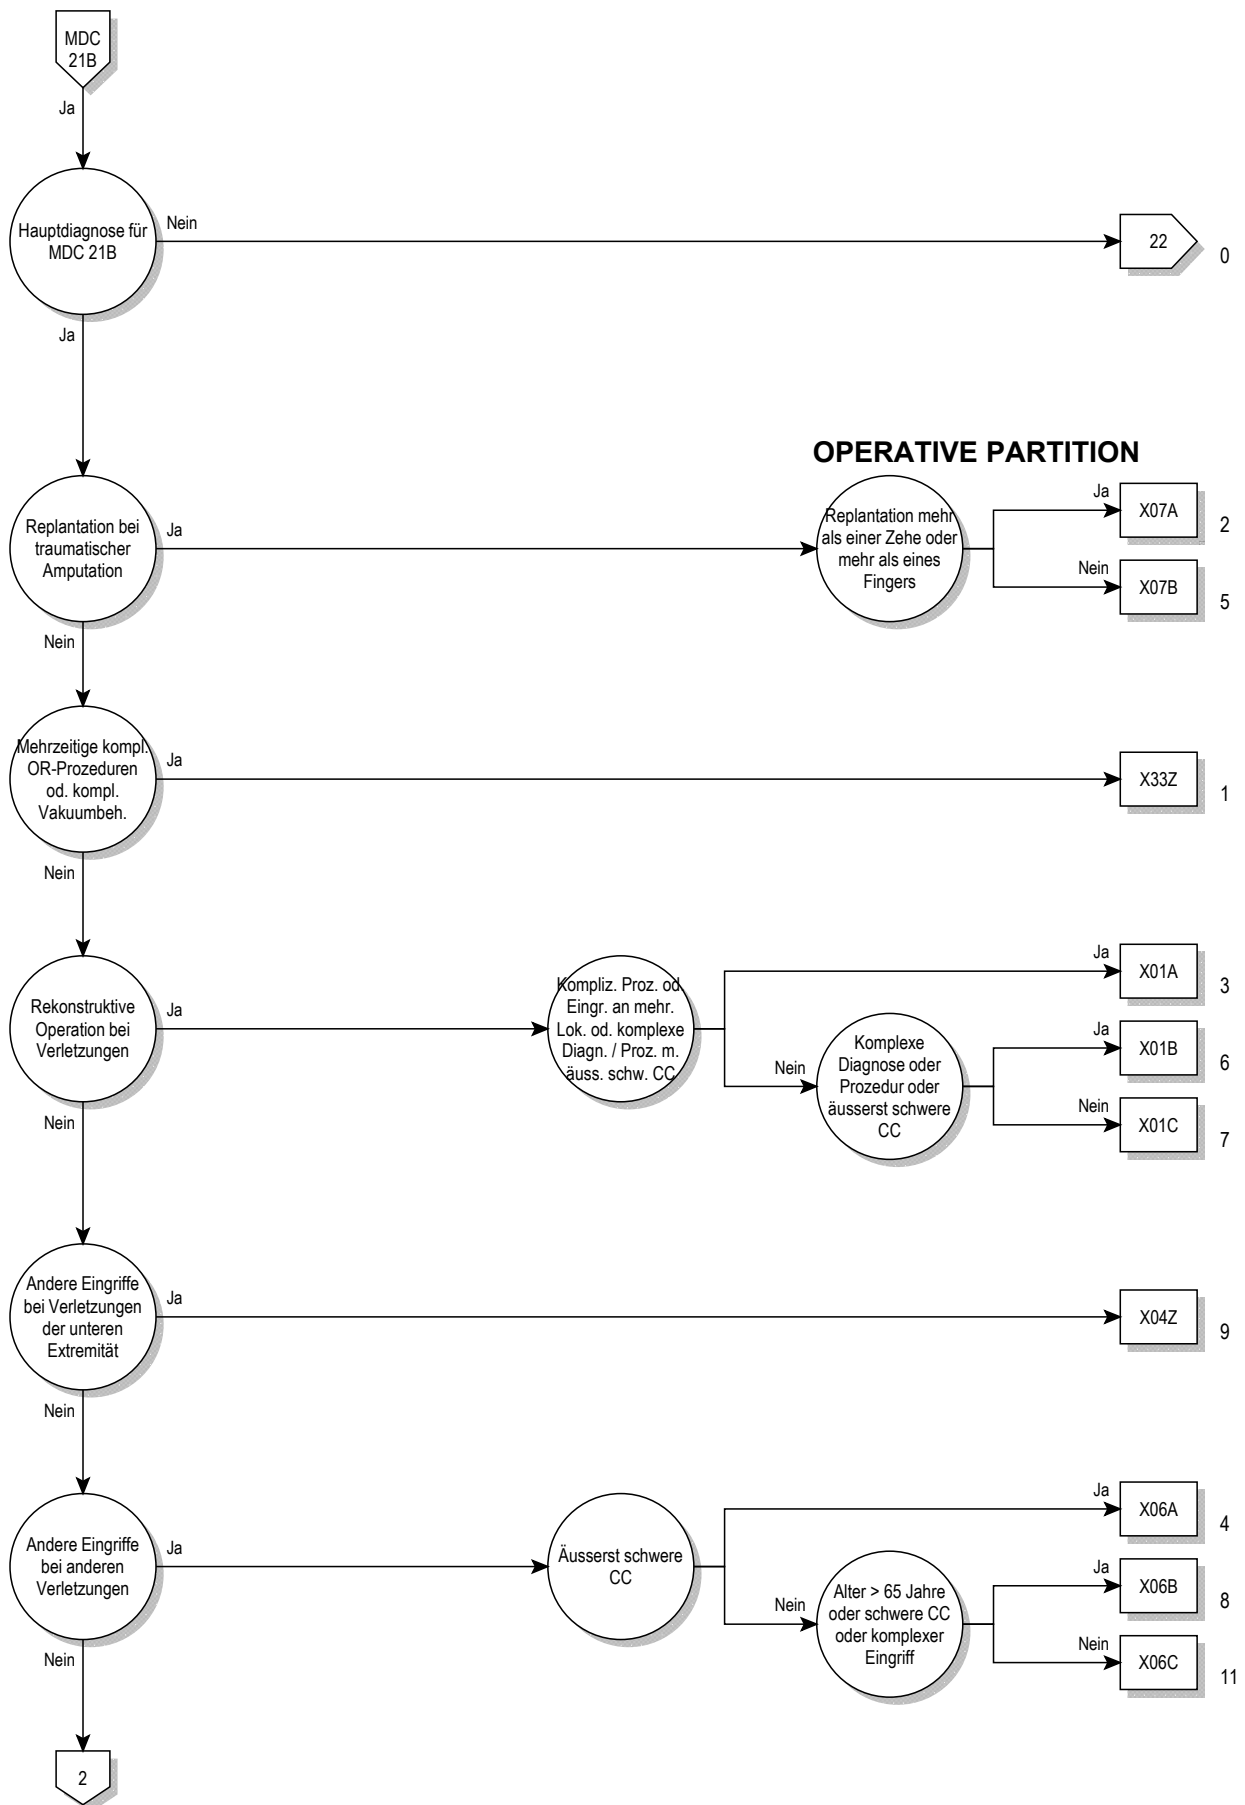 MDC
21B
Ja
Hauptdiagnose für
MDC 21B
Nein
22
0
Ja
OPERATIVE PARTITION
Replantation bei
traumatischer
Amputation
Ja
Replantation mehr
als einer Zehe oder
mehr als eines
Fingers
Ja
X07A
2
Nein
X07B
5
Nein
Mehrzeitige kompl.
OR-Prozeduren
od. kompl.
Vakuumbeh.
Ja
X33Z
1
Nein
Rekonstruktive
Operation bei
Verletzungen
Ja
Kompliz. Proz. od.
Eingr. an mehr.
Lok. od. komplexe
Diagn. / Proz. m.
äuss. schw. CC
Ja
X01A
3
Nein
Komplexe
Diagnose oder
Prozedur oder
äusserst schwere
CC
Ja
X01B
6
Nein
X01C
7
Nein
Andere Eingriffe
bei Verletzungen
der unteren
Extremität
Ja
X04Z
9
Nein
Andere Eingriffe
bei anderen
Verletzungen
Ja
Äusserst schwere
CC
Ja
X06A
4
Nein
Alter > 65 Jahre
oder schwere CC
oder komplexer
Eingriff
Ja
X06B
8
Nein
X06C
11
Nein
2